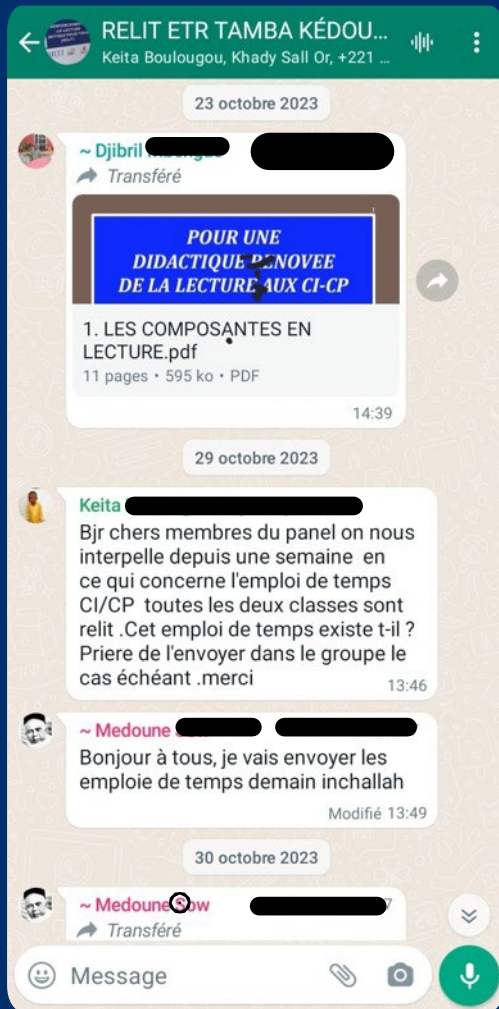 RELIT ETR TAMBA KÉDOU...
Keita Boulougou, Khady Sall Or, +221 ...
23 octobre 2023
~ Djibril
Transféré
POUR UNE
DIDACTIQUE RENOVEE
DE LA LECTURE AUX CI-CP
1. LES COMPOSANTES EN
LECTURE.pdf
11 pages • 595 ko • PDF
14:39
29 octobre 2023
Keita
Bjr chers membres du panel on nous
interpelle depuis une semaine en
ce qui concerne l'emploi de temps
CI/CP toutes les deux classes sont
relit .Cet emploi de temps existe t-il ?
Priere de l'envoyer dans le groupe le
cas échéant .merci
13:46
~ Medoune
Bonjour à tous, je vais envoyer les
emploie de temps demain inchallah
Modifié 13:49
30 octobre 2023
~ Medoune Sow
Transféré
Message